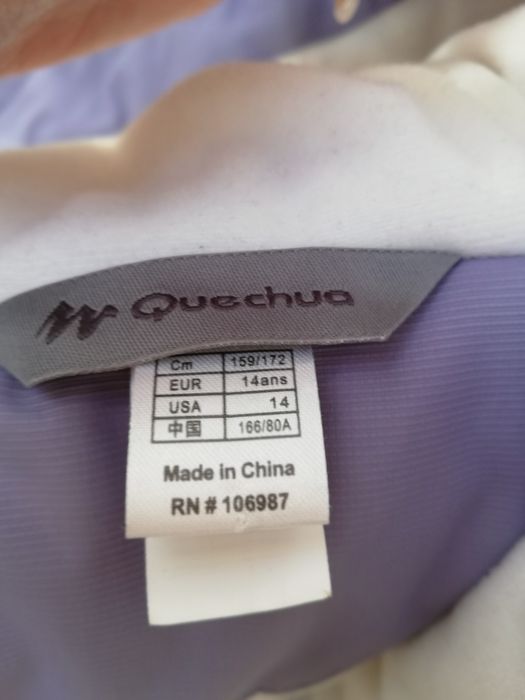 Quechua
Cm 159/172
EUR 14ans
USA 14
中国 166/80A
Made in China
RN # 106987